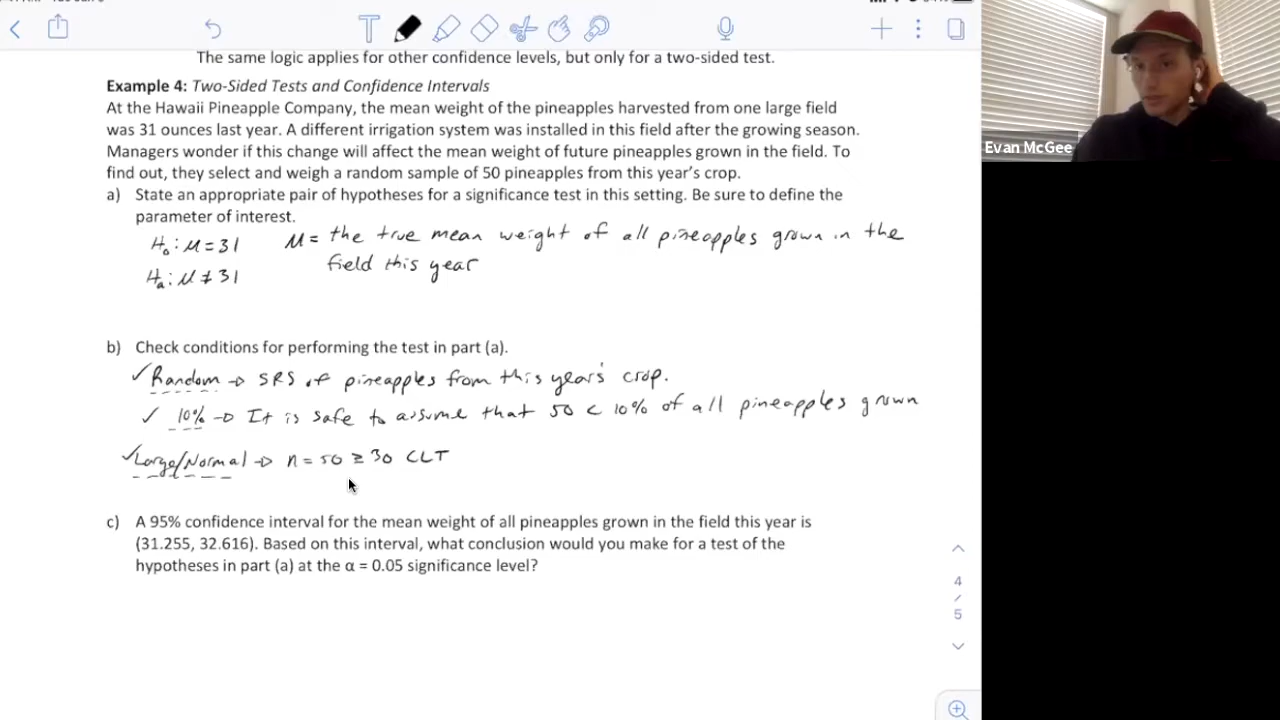 The same logic applies for other confidence levels, but only for a two-sided test.
Example 4: Two-Sided Tests and Confidence Intervals
At the Hawaii Pineapple Company, the mean weight of the pineapples harvested from one large field
was 31 ounces last year. A different irrigation system was installed in this field after the growing season.
Managers wonder if this change will affect the mean weight of future pineapples grown in the field. To
find out, they select and weigh a random sample of 50 pineapples from this year's crop.
a) State an appropriate pair of hypotheses for a significance test in this setting. Be sure to define the
parameter of interest.
H₀: μ = 31 μ = the true mean weight of all pineapples grown in the
Hₐ: μ ≠ 31 field this year
b) Check conditions for performing the test in part (a).
✓Random → SRS of pineapples from this year's crop.
✓ 10% → It is safe to assume that 50 < 10% of all pineapples grown
✓Large/Normal → n = 50 ≥ 30 CLT
c) A 95% confidence interval for the mean weight of all pineapples grown in the field this year is
(31.255, 32.616). Based on this interval, what conclusion would you make for a test of the
hypotheses in part (a) at the α = 0.05 significance level?
4
/
5
Evan McGee